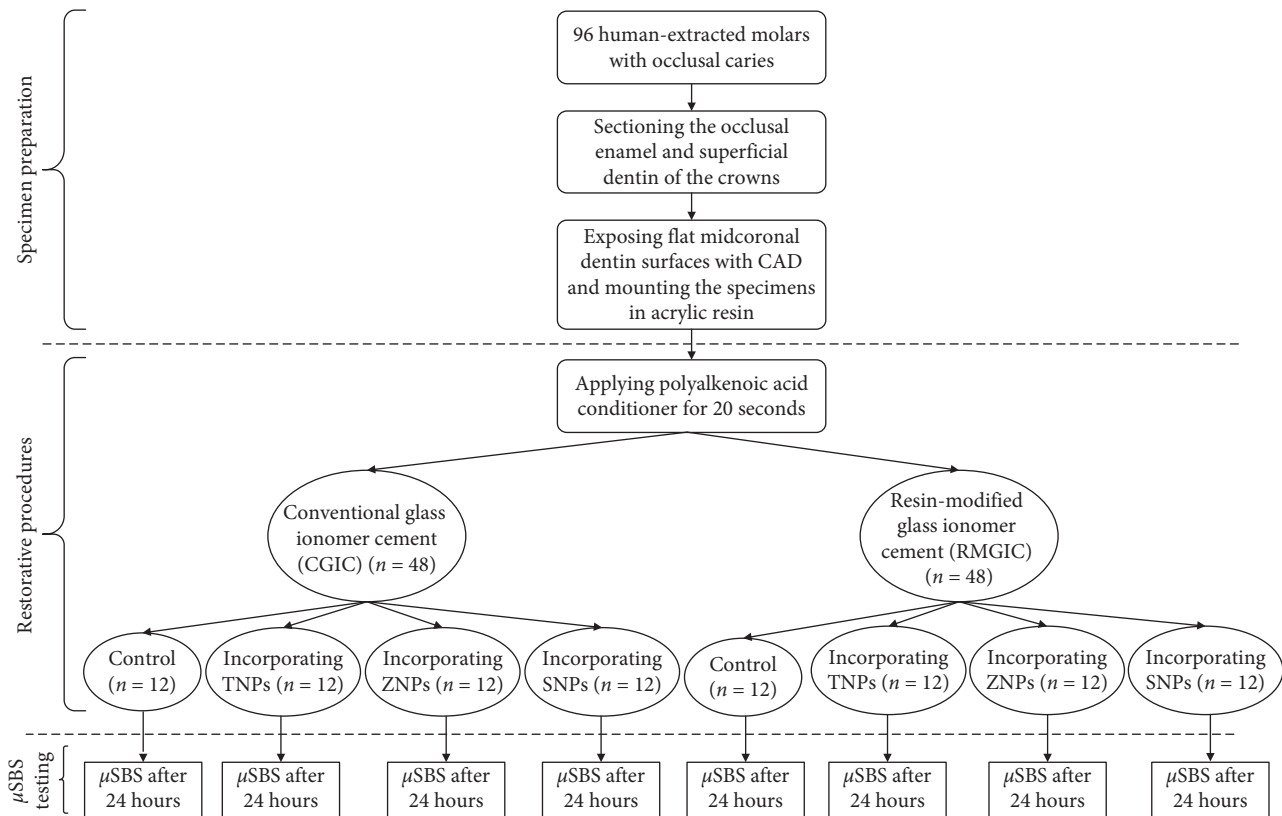 Specimen preparation
96 human-extracted molars
with occlusal caries
Sectioning the occlusal
enamel and superficial
dentin of the crowns
Exposing flat midcoronal
dentin surfaces with CAD
and mounting the specimens
in acrylic resin
Restorative procedures
Applying polyalkenoic acid
conditioner for 20 seconds
Conventional glass
ionomer cement
(CGIC) (n = 48)
Resin-modified
glass ionomer
cement (RMGIC)
(n = 48)
Control
(n = 12)
Incorporating
TNPs (n = 12)
Incorporating
ZNPs (n = 12)
Incorporating
SNPs (n = 12)
Control
(n = 12)
Incorporating
TNPs (n = 12)
Incorporating
ZNPs (n = 12)
Incorporating
SNPs (n = 12)
μSBS
testing
μSBS after
24 hours
μSBS after
24 hours
μSBS after
24 hours
μSBS after
24 hours
μSBS after
24 hours
μSBS after
24 hours
μSBS after
24 hours
μSBS after
24 hours